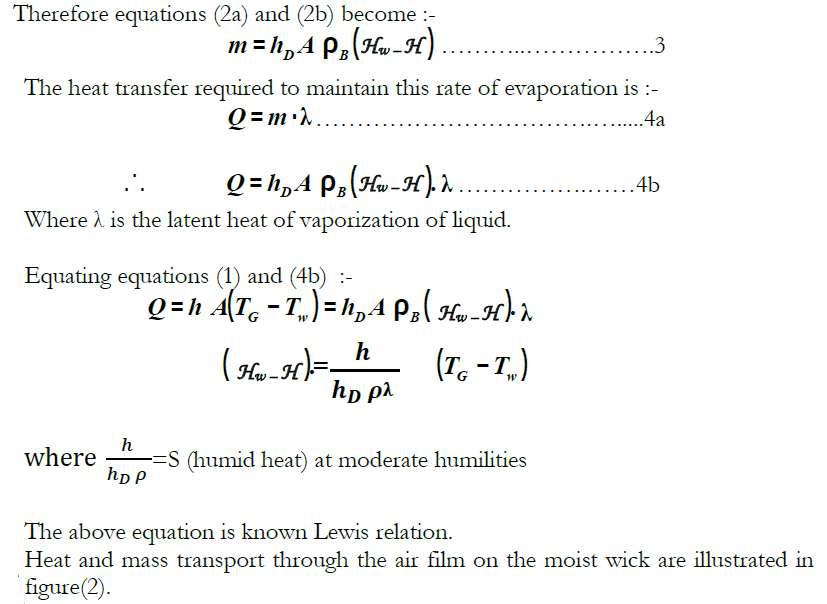 Therefore equations (2a) and (2b) become :-
m = h_D A ρ_B (ℋw – ℋ) ………..…………………….3
The heat transfer required to maintain this rate of evaporation is :-
Q = m · λ …………………………………………….…......4a
∴ Q = h_D A ρ_B (ℋw – ℋ). λ …………………….…….4b
Where λ is the latent heat of vaporization of liquid.
Equating equations (1) and (4b) :-
Q = h A(T_G – T_w) = h_D A ρ_B ( ℋw – ℋ). λ
( ℋw – ℋ).= h / (h_D ρλ) (T_G – T_w)
where h / (h_D ρ) =S (humid heat) at moderate humilities
The above equation is known Lewis relation.
Heat and mass transport through the air film on the moist wick are illustrated in
figure(2).